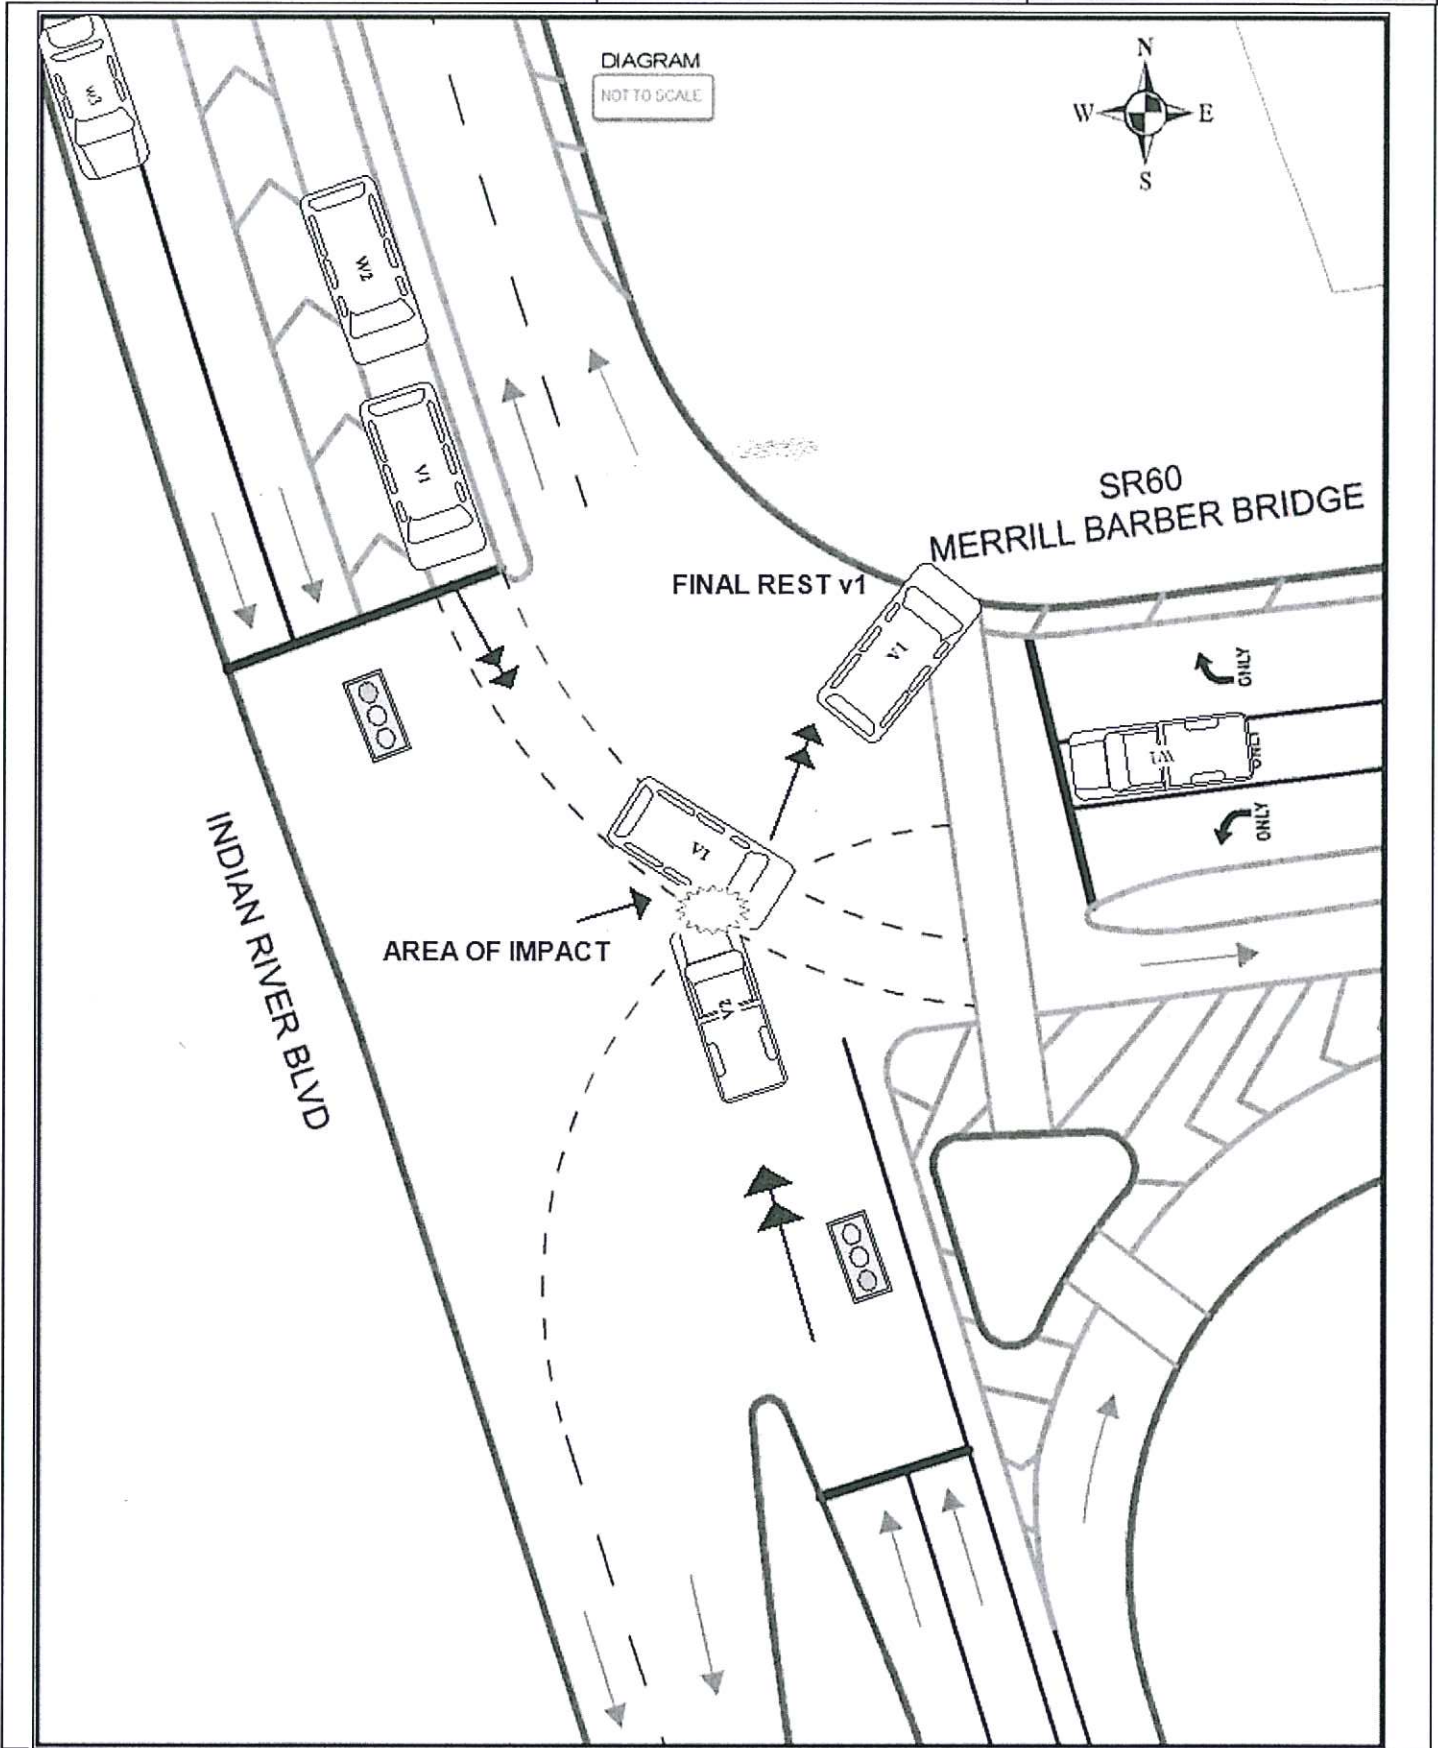 DIAGRAM
NOT TO SCALE
N
W E
S
w3
W2
V1
SR60
MERRILL BARBER BRIDGE
FINAL REST v1
V1
ONLY
W1
ONLY
ONLY
V1
INDIAN RIVER BLVD
AREA OF IMPACT
V2